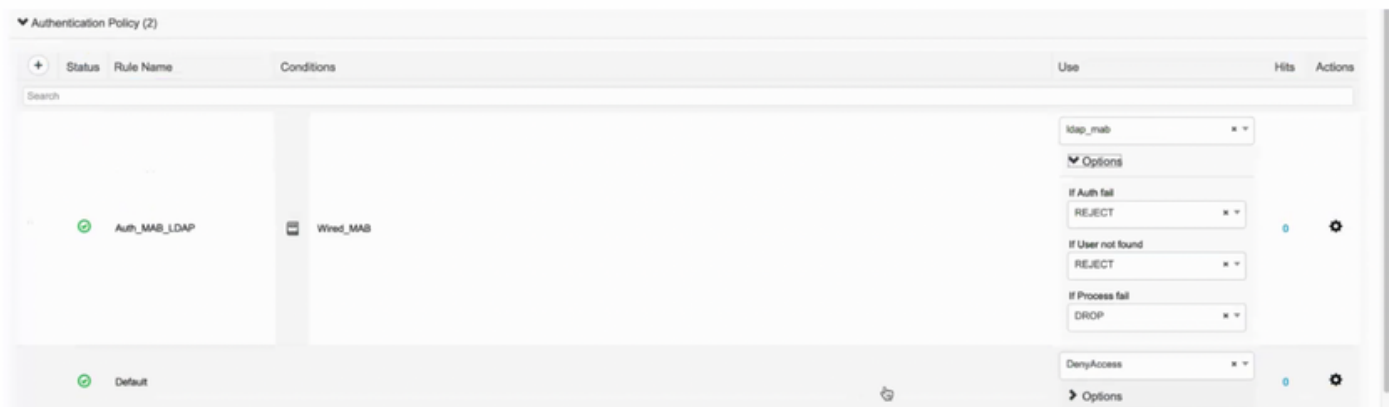 Authentication Policy (2)
+ Status Rule Name Conditions Use Hits Actions
Search
ldap_mab
Options
If Auth fail
REJECT
Auth_MAB_LDAP Wired_MAB 0
If User not found
REJECT
If Process fail
DROP
DenyAccess
Default 0
Options